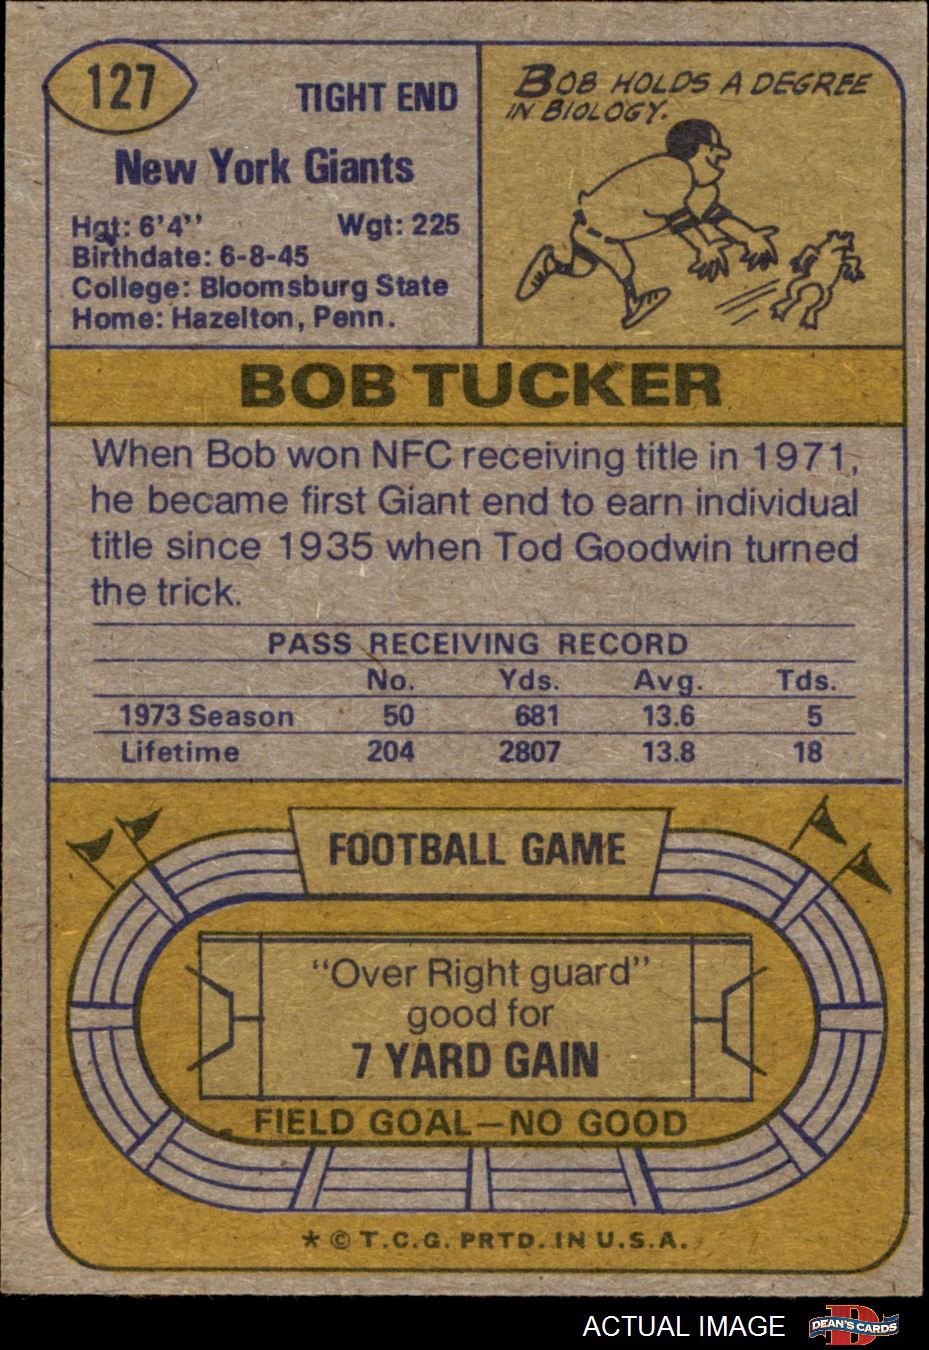 127
TIGHT END
New York Giants
Hgt: 6'4" Wgt: 225
Birthdate: 6-8-45
College: Bloomsburg State
Home: Hazelton, Penn.
BOB HOLDS A DEGREE
IN BIOLOGY.
BOB TUCKER
When Bob won NFC receiving title in 1971,
he became first Giant end to earn individual
title since 1935 when Tod Goodwin turned
the trick.
PASS RECEIVING RECORD
No. Yds. Avg. Tds.
1973 Season 50 681 13.6 5
Lifetime 204 2807 13.8 18
FOOTBALL GAME
"Over Right guard"
good for
7 YARD GAIN
FIELD GOAL—NO GOOD
* © T.C.G. PRTD. IN U.S.A.
ACTUAL IMAGE DEAN'S CARDS